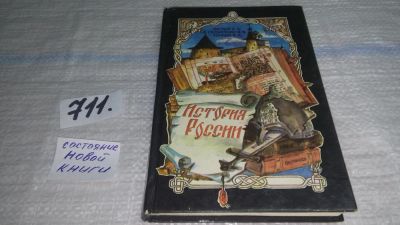 711.
состояние
новой
книги
История
России